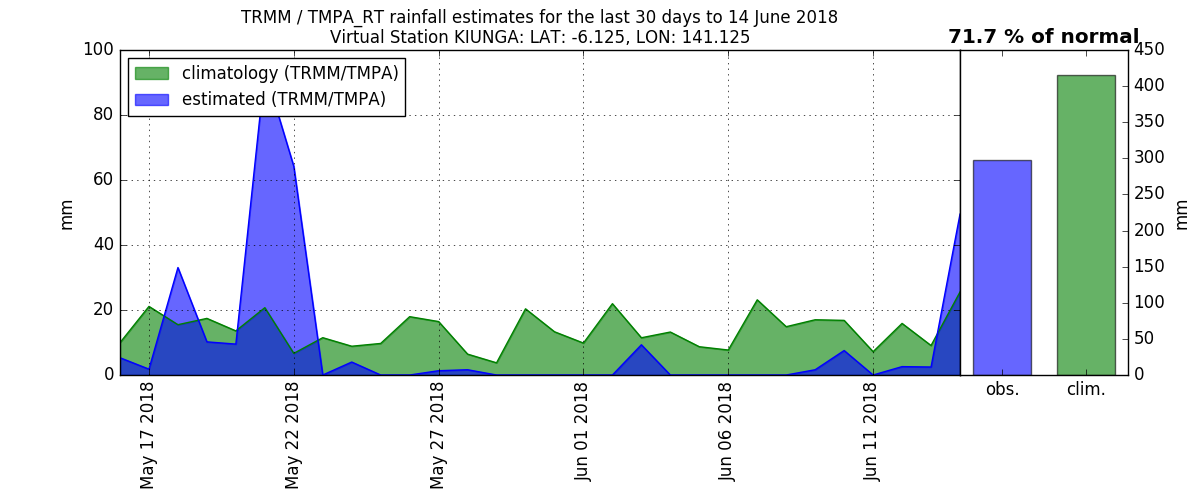 TRMM / TMPA_RT rainfall estimates for the last 30 days to 14 June 2018
Virtual Station KIUNGA: LAT: -6.125, LON: 141.125
71.7 % of normal
climatology (TRMM/TMPA)
estimated (TRMM/TMPA)
100
80
60
40
20
0
mm
May 17 2018
May 22 2018
May 27 2018
Jun 01 2018
Jun 06 2018
Jun 11 2018
450
400
350
300
250
200
150
100
50
0
mm
obs.
clim.